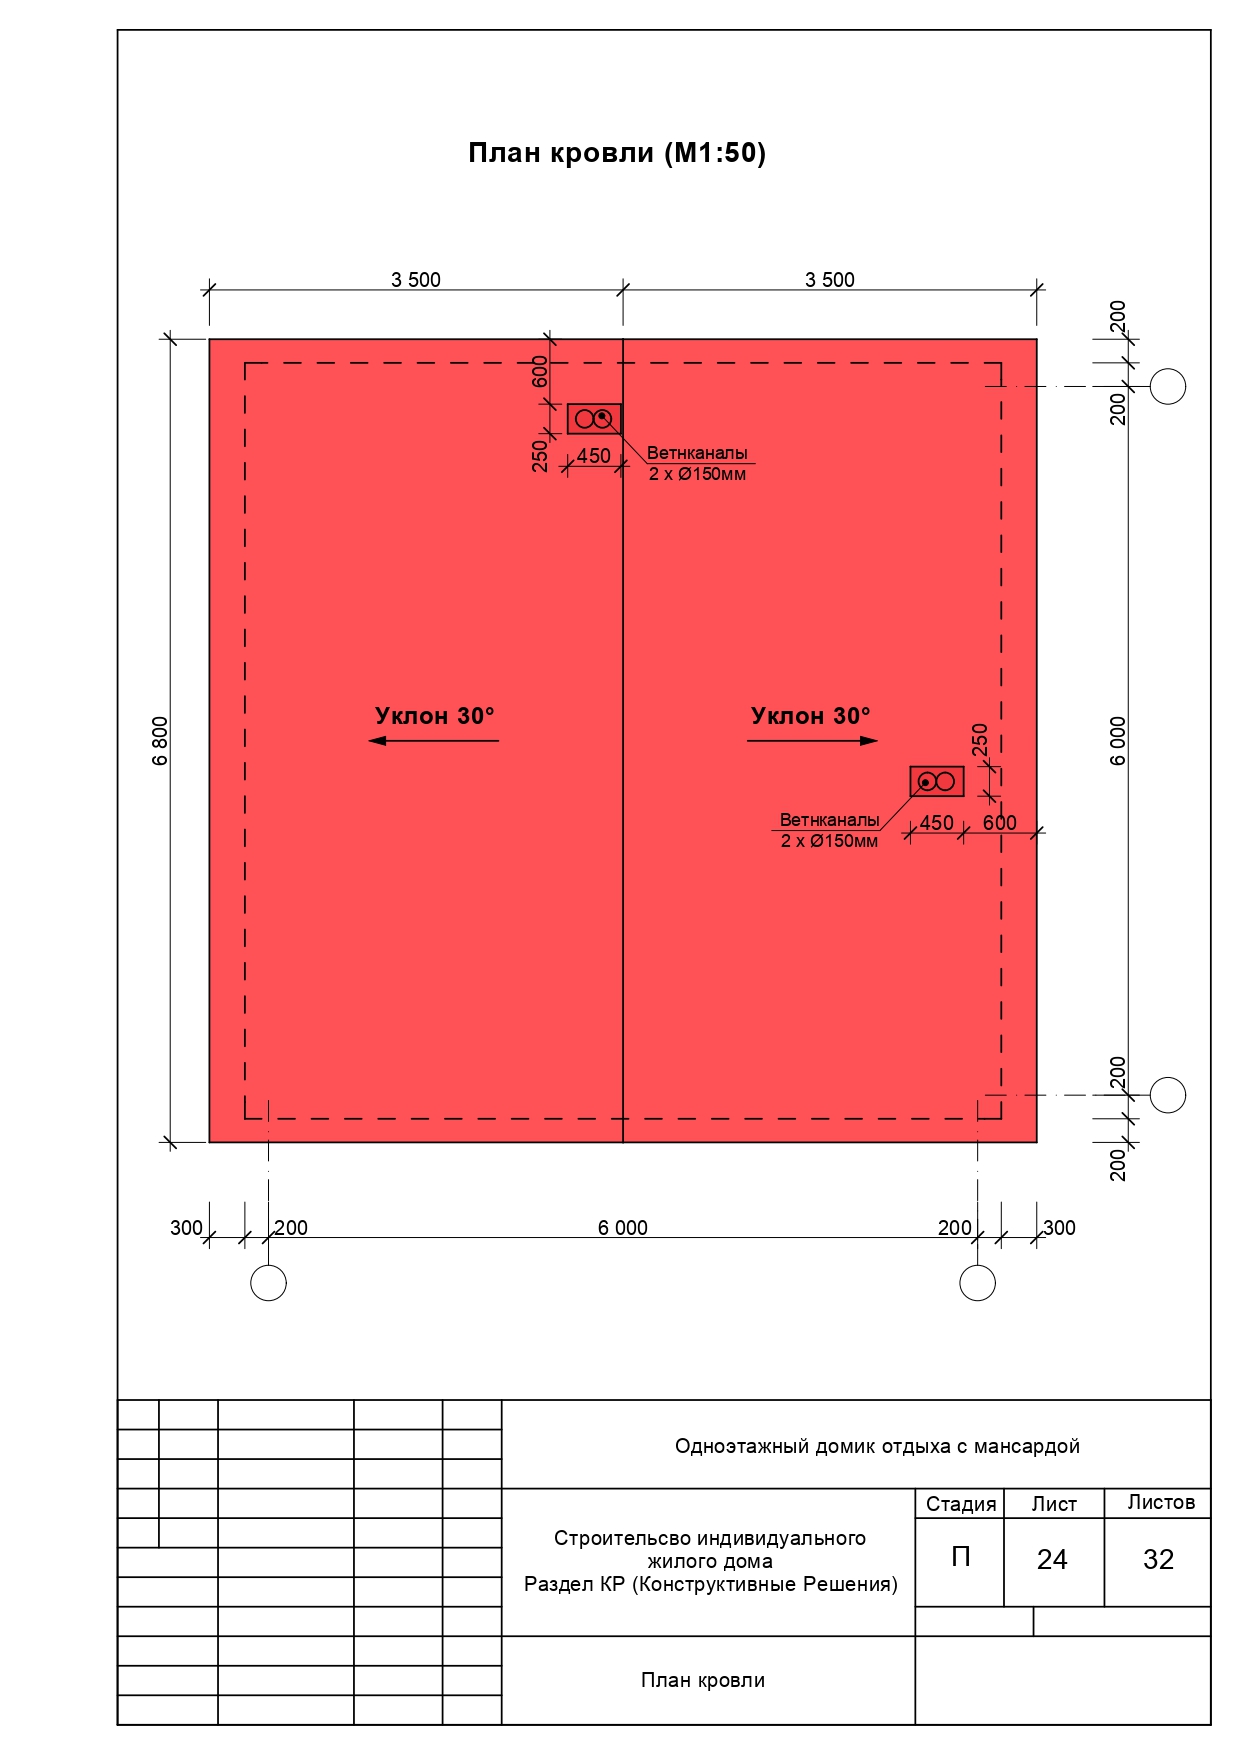 План кровли (М1:50)
3 500
3 500
200
600
200
250
450
Ветнканалы
2 х Ø150мм
Уклон 30°
Уклон 30°
6 800
250
6 000
Ветнканалы
2 х Ø150мм
450
600
200
200
300
200
6 000
200
300
Одноэтажный домик отдыха с мансардой
Строительсво индивидуального
жилого дома
Раздел КР (Конструктивные Решения)
Стадия
Лист
Листов
П
24
32
План кровли